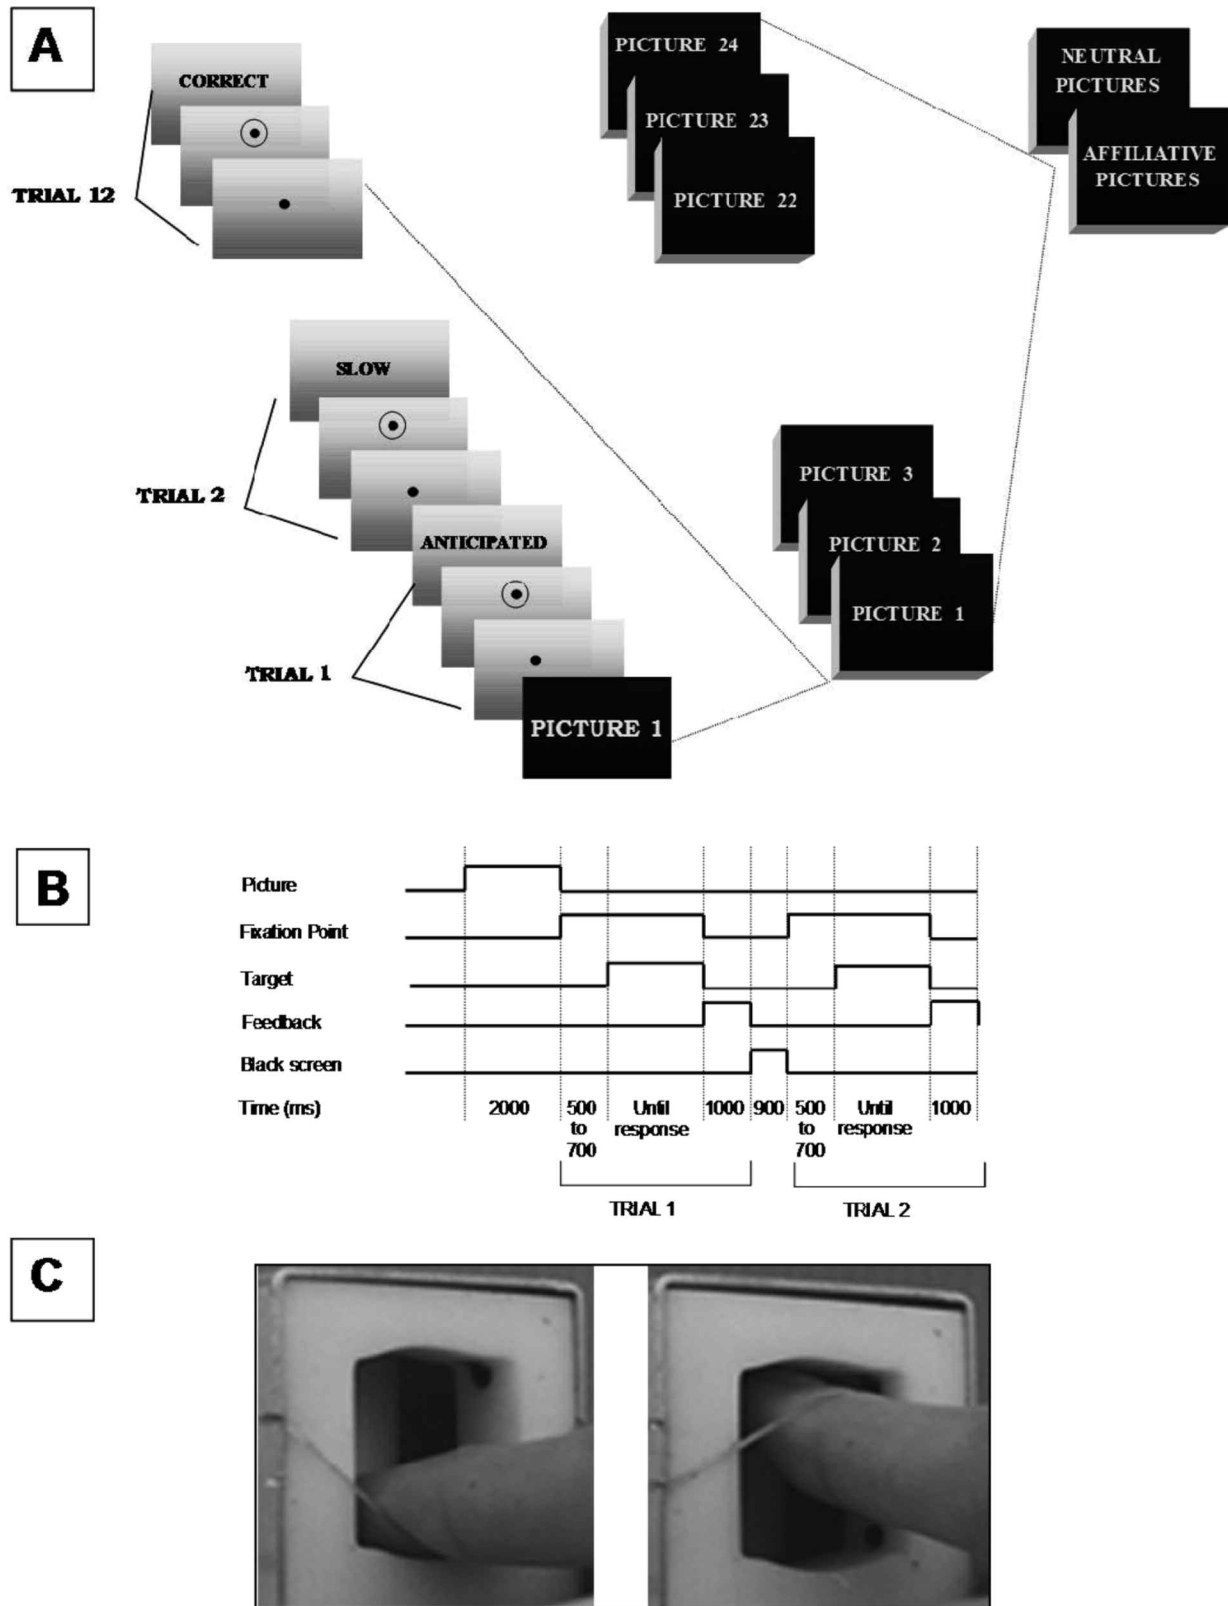 A
CORRECT
TRIAL 12
SLOW
TRIAL 2
ANTICIPATED
TRIAL 1
PICTURE 1
PICTURE 24
PICTURE 23
PICTURE 22
NEUTRAL
PICTURES
AFFILIATIVE
PICTURES
PICTURE 3
PICTURE 2
PICTURE 1
B
Picture
Fixation Point
Target
Feedback
Black screen
Time (ms) 2000 500 to 700 Until response 1000 900 500 to 700 Until response 1000
TRIAL 1 TRIAL 2
C